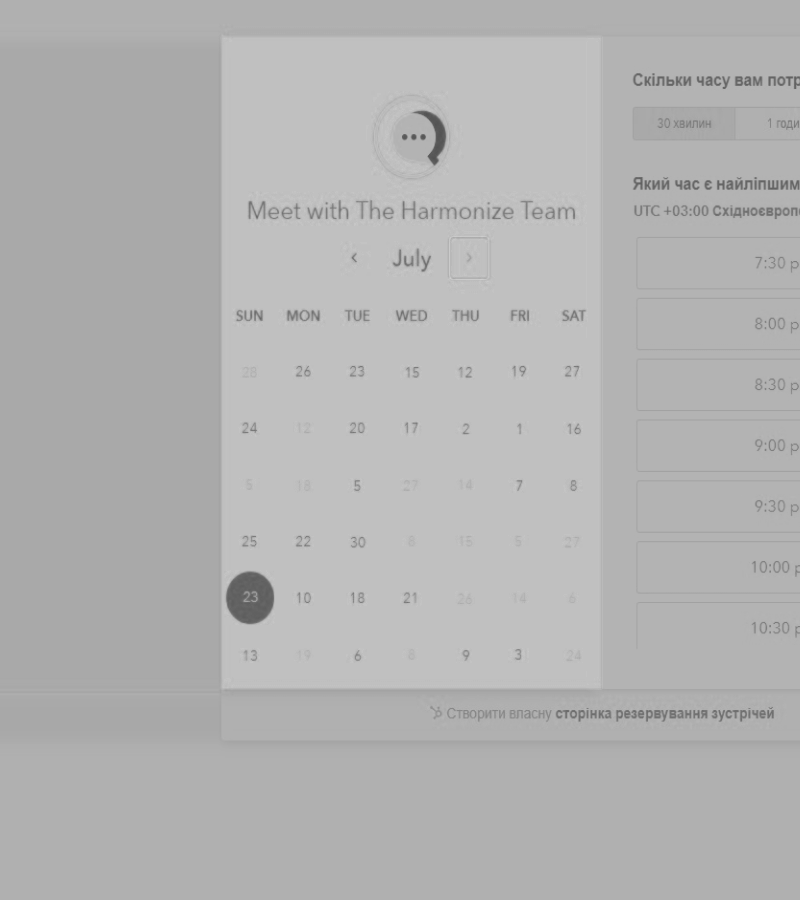 Meet with The Harmonize Team
July
SUN MON TUE WED THU FRI SAT
28 26 23 15 12 19 27
24 12 20 17 2 1 16
5 18 5 27 14 7 8
25 22 30 8 15 5 27
23 10 18 21 26 14 6
13 19 6 8 9 3 24
Скільки часу вам потр
30 хвилин 1 годи
Який час є найліпшим
UTC +03:00 Східноєвроп
7:30 p
8:00 p
8:30 p
9:00 p
9:30 p
10:00 p
10:30 p
Створити власну сторінка резервування зустрічей